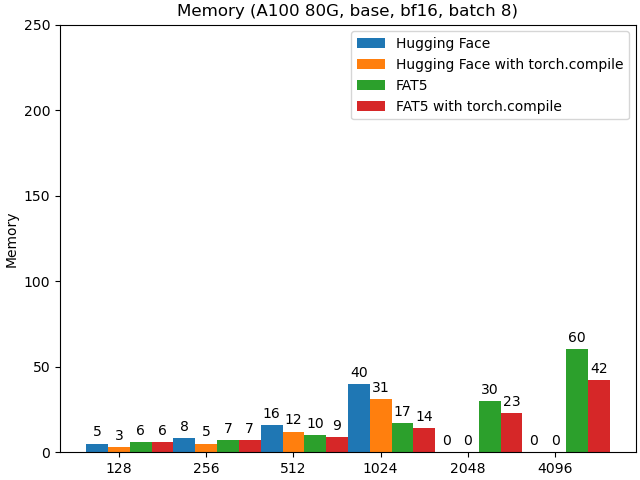 Memory (A100 80G, base, bf16, batch 8)
250
200
150
100
50
0
Memory
Hugging Face
Hugging Face with torch.compile
FAT5
FAT5 with torch.compile
5 3 6 6 8 5 7 7 16 12 10 9 40 31 17 14 0 0 30 23 0 0 60 42
128 256 512 1024 2048 4096